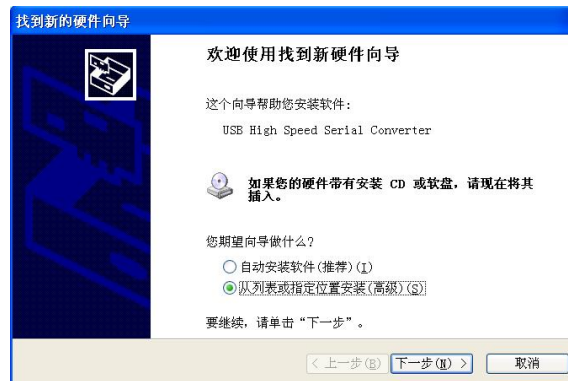 找到新的硬件向导
欢迎使用找到新硬件向导
这个向导帮助您安装软件:
USB High Speed Serial Converter
如果您的硬件带有安装 CD 或软盘，请现在将其
插入。
您期望向导做什么?
自动安装软件(推荐)(I)
从列表或指定位置安装(高级)(S)
要继续，请单击“下一步”。
< 上一步(B) 下一步(N) > 取消